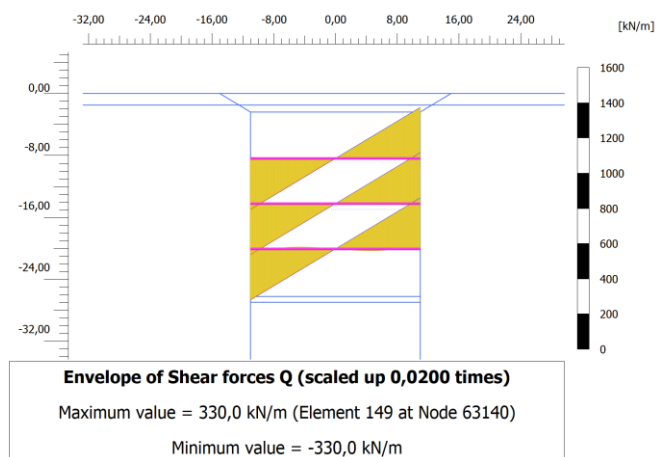 -32,00 -24,00 -16,00 -8,00 0,00 8,00 16,00 24,00
[kN/m]
0,00
-8,00
-16,00
-24,00
-32,00
1600
1400
1200
1000
800
600
400
200
0
Envelope of Shear forces Q (scaled up 0,0200 times)
Maximum value = 330,0 kN/m (Element 149 at Node 63140)
Minimum value = -330,0 kN/m